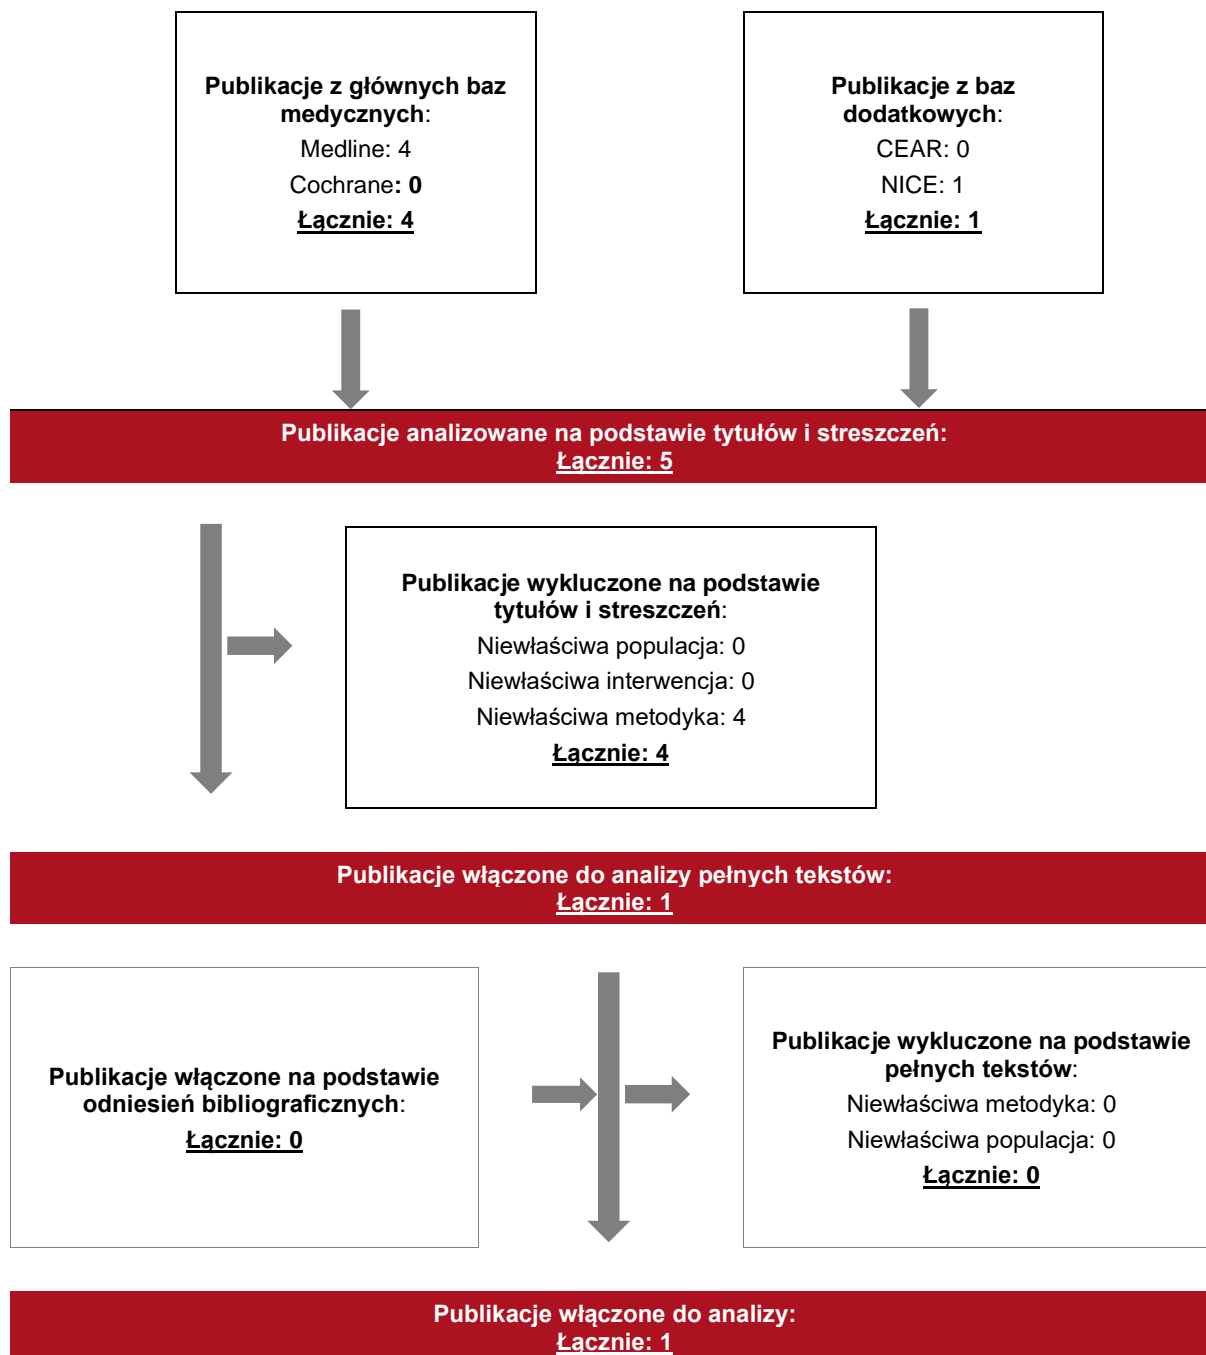 Publikacje z głównych baz
medycznych:
Medline: 4
Cochrane: 0
Łącznie: 4
Publikacje z baz
dodatkowych:
CEAR: 0
NICE: 1
Łącznie: 1
Publikacje analizowane na podstawie tytułów i streszczeń:
Łącznie: 5
Publikacje wykluczone na podstawie
tytułów i streszczeń:
Niewłaściwa populacja: 0
Niewłaściwa interwencja: 0
Niewłaściwa metodyka: 4
Łącznie: 4
Publikacje włączone do analizy pełnych tekstów:
Łącznie: 1
Publikacje włączone na podstawie
odniesień bibliograficznych:
Łącznie: 0
Publikacje wykluczone na podstawie
pełnych tekstów:
Niewłaściwa metodyka: 0
Niewłaściwa populacja: 0
Łącznie: 0
Publikacje włączone do analizy:
Łącznie: 1